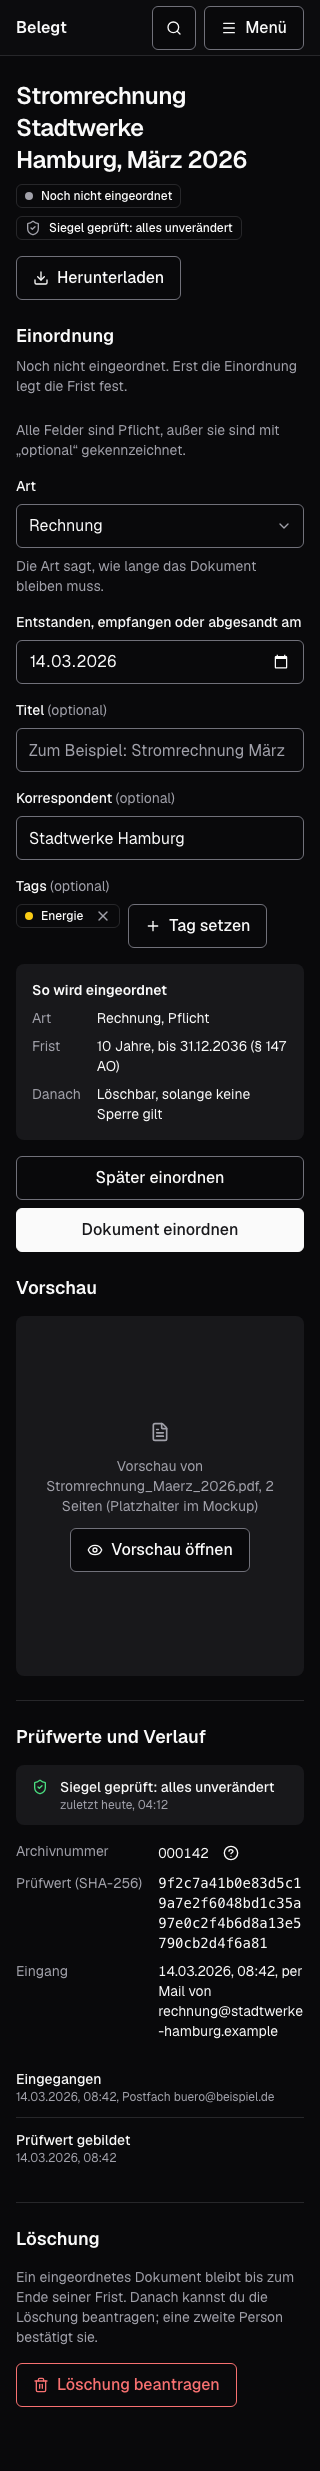 Belegt
Menü
Stromrechnung
Stadtwerke
Hamburg, März 2026
Noch nicht eingeordnet
Siegel geprüft: alles unverändert
Herunterladen
Einordnung
Noch nicht eingeordnet. Erst die Einordnung
legt die Frist fest.
Alle Felder sind Pflicht, außer sie sind mit
„optional“ gekennzeichnet.
Art
Rechnung
Die Art sagt, wie lange das Dokument
bleiben muss.
Entstanden, empfangen oder abgesandt am
14.03.2026
Titel (optional)
Zum Beispiel: Stromrechnung März
Korrespondent (optional)
Stadtwerke Hamburg
Tags (optional)
Energie
Tag setzen
So wird eingeordnet
Art Rechnung, Pflicht
Frist 10 Jahre, bis 31.12.2036 (§ 147
AO)
Danach Löschbar, solange keine
Sperre gilt
Später einordnen
Dokument einordnen
Vorschau
Vorschau von
Stromrechnung_Maerz_2026.pdf, 2
Seiten (Platzhalter im Mockup)
Vorschau öffnen
Prüfwerte und Verlauf
Siegel geprüft: alles unverändert
zuletzt heute, 04:12
Archivnummer 000142
Prüfwert (SHA-256) 9f2c7a41b0e83d5c1
9a7e2f6048bd1c35a
97e0c2f4b6d8a13e5
790cb2d4f6a81
Eingang 14.03.2026, 08:42, per
Mail von
rechnung@stadtwerke
-hamburg.example
Eingegangen
14.03.2026, 08:42, Postfach buero@beispiel.de
Prüfwert gebildet
14.03.2026, 08:42
Löschung
Ein eingeordnetes Dokument bleibt bis zum
Ende seiner Frist. Danach kannst du die
Löschung beantragen; eine zweite Person
bestätigt sie.
Löschung beantragen